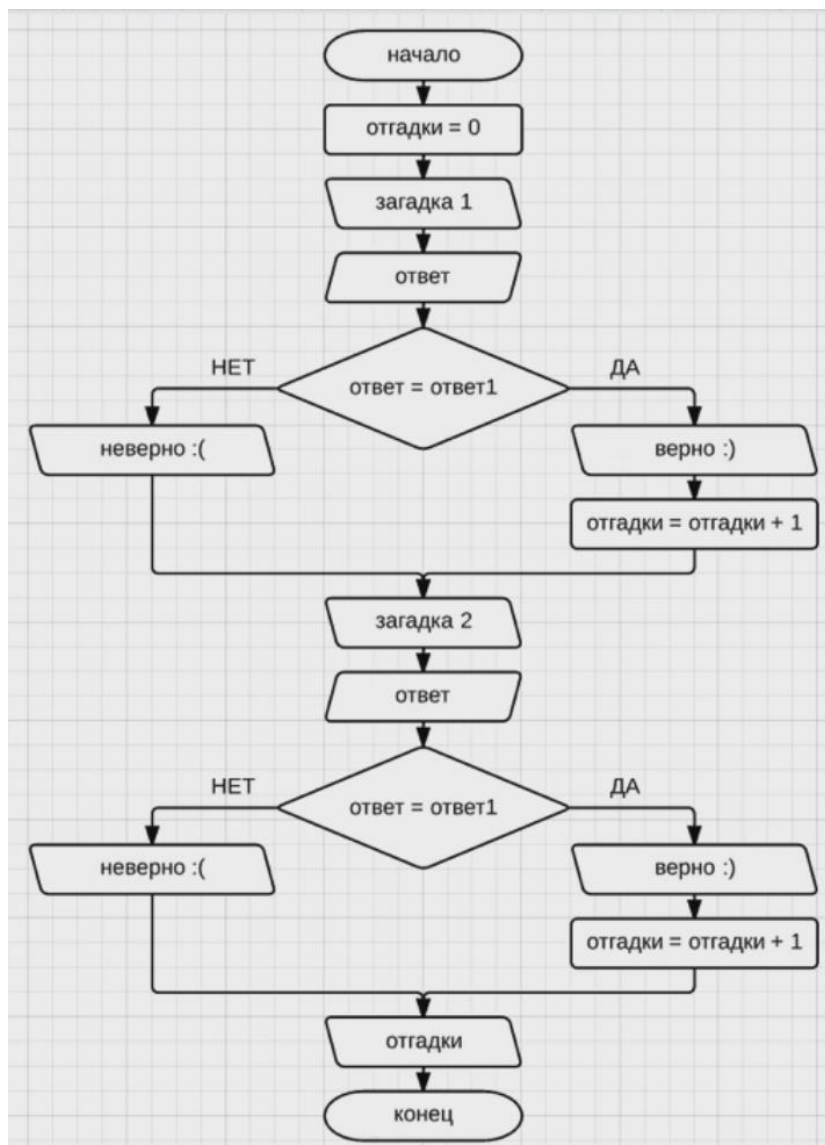 начало
отгадки = 0
загадка 1
ответ
НЕТ
ДА
ответ = ответ1
неверно :(
верно :)
отгадки = отгадки + 1
загадка 2
ответ
НЕТ
ДА
ответ = ответ1
неверно :(
верно :)
отгадки = отгадки + 1
отгадки
конец